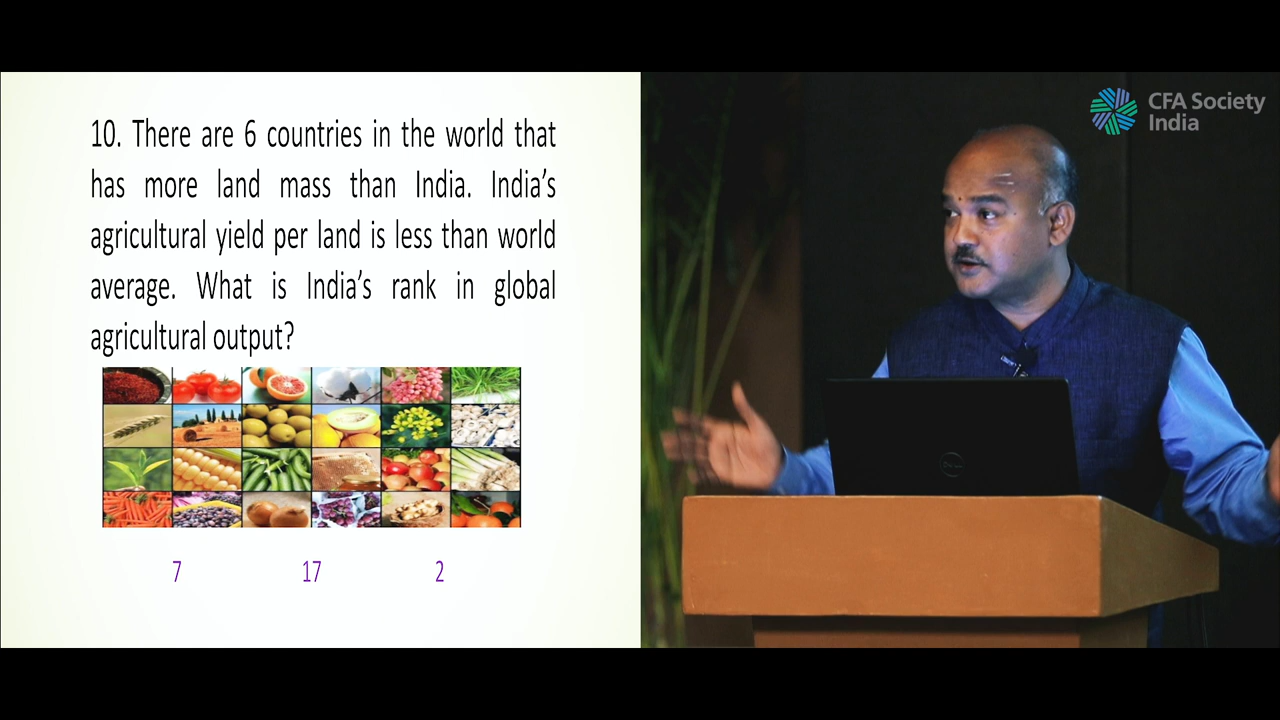 10. There are 6 countries in the world that
has more land mass than India. India’s
agricultural yield per land is less than world
average. What is India’s rank in global
agricultural output?
7 17 2
CFA Society
India